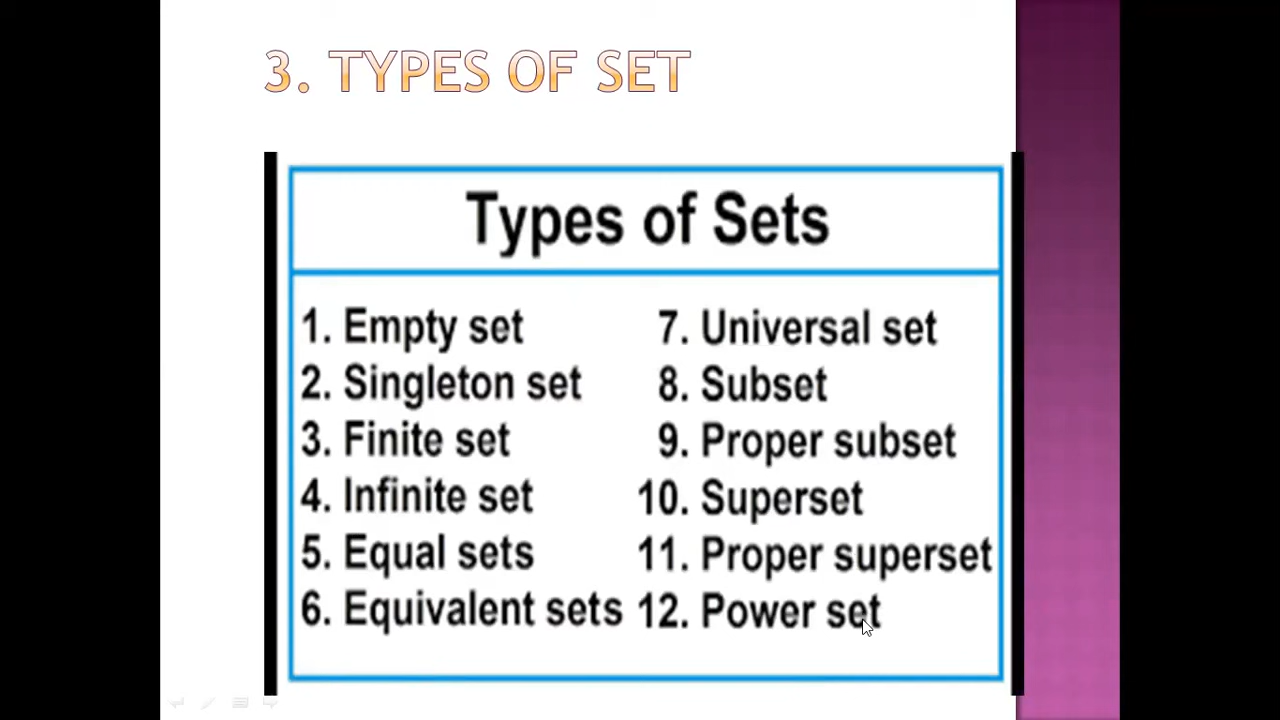 3. TYPES OF SET
Types of Sets
1. Empty set
2. Singleton set
3. Finite set
4. Infinite set
5. Equal sets
6. Equivalent sets
7. Universal set
8. Subset
9. Proper subset
10. Superset
11. Proper superset
12. Power set